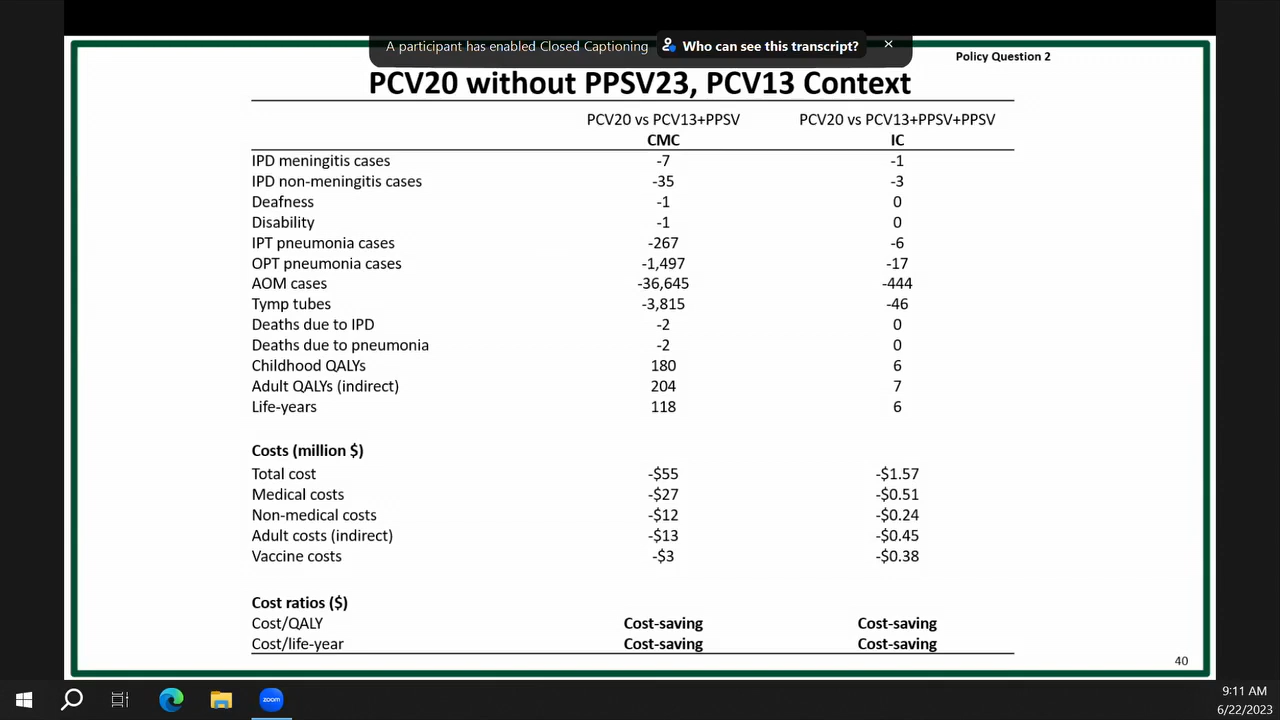 A participant has enabled Closed Captioning Who can see this transcript? ×
Policy Question 2
PCV20 without PPSV23, PCV13 Context
PCV20 vs PCV13+PPSV PCV20 vs PCV13+PPSV+PPSV
CMC IC
IPD meningitis cases -7 -1
IPD non-meningitis cases -35 -3
Deafness -1 0
Disability -1 0
IPT pneumonia cases -267 -6
OPT pneumonia cases -1,497 -17
AOM cases -36,645 -444
Tymp tubes -3,815 -46
Deaths due to IPD -2 0
Deaths due to pneumonia -2 0
Childhood QALYs 180 6
Adult QALYs (indirect) 204 7
Life-years 118 6
Costs (million $)
Total cost -$55 -$1.57
Medical costs -$27 -$0.51
Non-medical costs -$12 -$0.24
Adult costs (indirect) -$13 -$0.45
Vaccine costs -$3 -$0.38
Cost ratios ($)
Cost/QALY Cost-saving Cost-saving
Cost/life-year Cost-saving Cost-saving
40
zoom
9:11 AM
6/22/2023